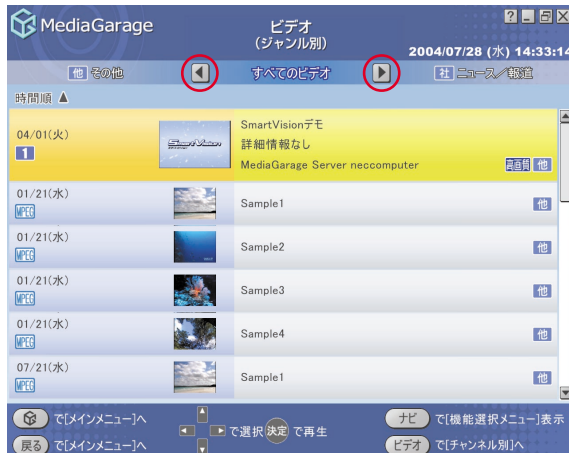 MediaGarage
ビデオ
(ジャンル別)
2004/07/28 (水) 14:33:14
他 その他
すべてのビデオ
社 ニュース／報道
時間順 ▲
04/01(火)
1
SmartVision
SmartVisionデモ
詳細情報なし
MediaGarage Server neccomputer
高画質 他
01/21(水)
MPEG
Sample1
他
01/21(水)
MPEG
Sample2
他
01/21(水)
MPEG
Sample3
他
01/21(水)
MPEG
Sample4
他
07/21(水)
MPEG
Sample1
他
で[メインメニュー]へ
戻る で[メインメニュー]へ
で選択 決定 で再生
ナビ で[機能選択メニュー]表示
ビデオ で[チャンネル別]へ